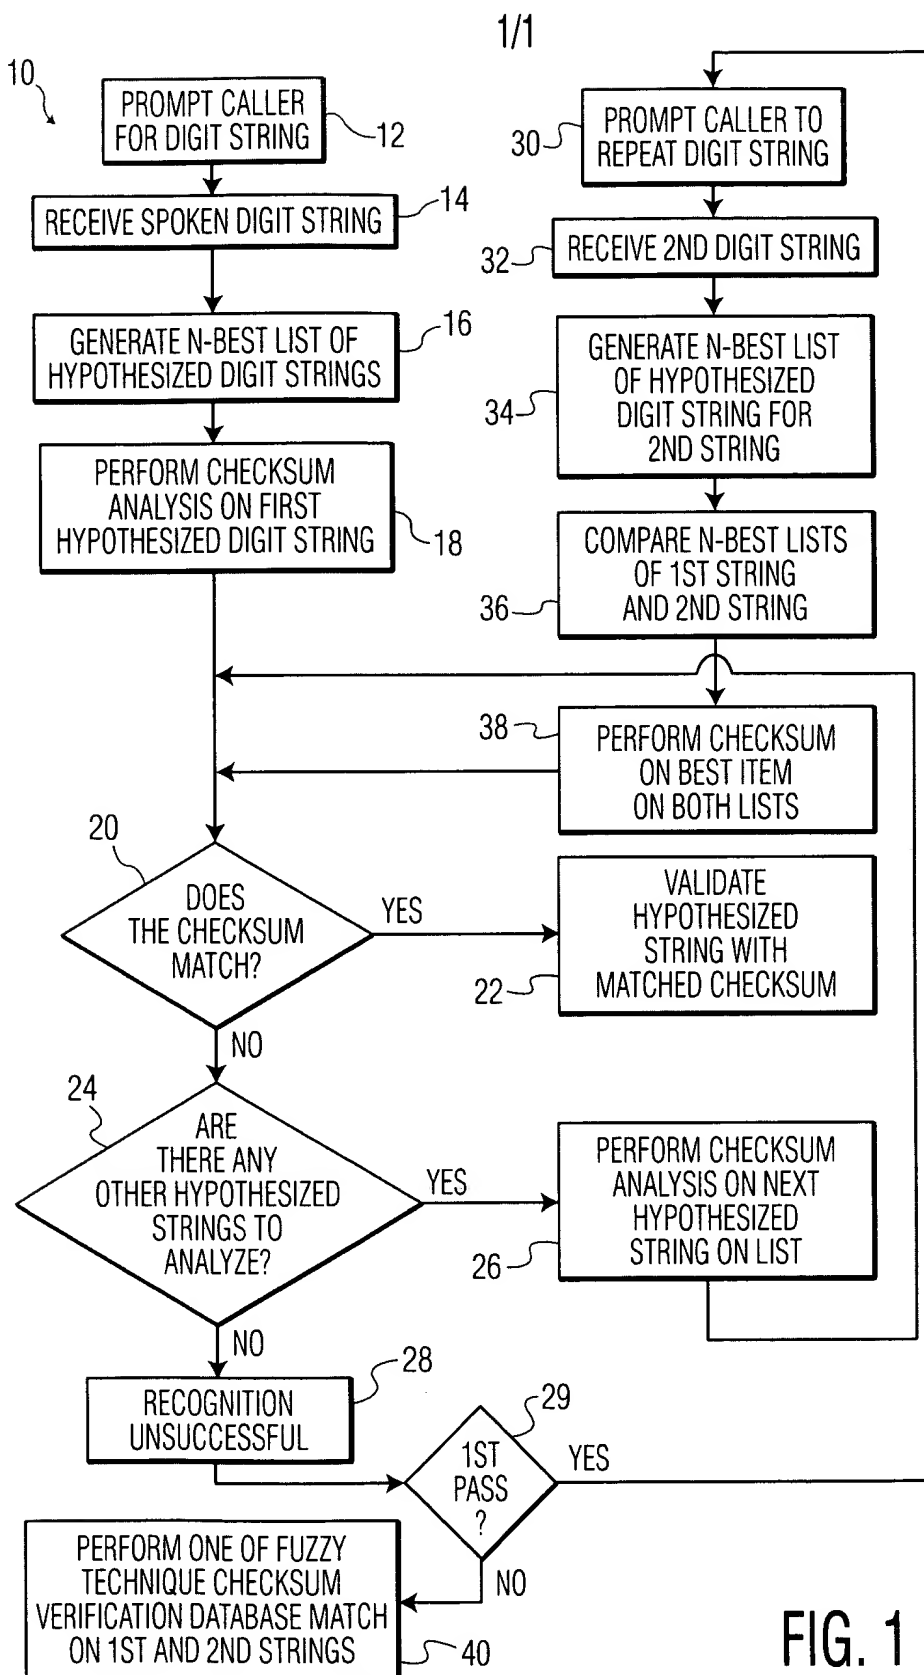 1/1
10
PROMPT CALLER
FOR DIGIT STRING
12
RECEIVE SPOKEN DIGIT STRING
14
GENERATE N-BEST LIST OF
HYPOTHESIZED DIGIT STRINGS
16
PERFORM CHECKSUM
ANALYSIS ON FIRST
HYPOTHESIZED DIGIT STRING
18
30
PROMPT CALLER TO
REPEAT DIGIT STRING
32
RECEIVE 2ND DIGIT STRING
34
GENERATE N-BEST LIST
OF HYPOTHESIZED
DIGIT STRING FOR
2ND STRING
36
COMPARE N-BEST LISTS
OF 1ST STRING
AND 2ND STRING
38
PERFORM CHECKSUM
ON BEST ITEM
ON BOTH LISTS
20
DOES
THE CHECKSUM
MATCH?
YES
VALIDATE
HYPOTHESIZED
STRING WITH
MATCHED CHECKSUM
22
NO
24
ARE
THERE ANY
OTHER HYPOTHESIZED
STRINGS TO
ANALYZE?
YES
PERFORM CHECKSUM
ANALYSIS ON NEXT
HYPOTHESIZED
STRING ON LIST
26
NO
28
RECOGNITION
UNSUCCESSFUL
29
1ST
PASS
?
YES
NO
PERFORM ONE OF FUZZY
TECHNIQUE CHECKSUM
VERIFICATION DATABASE MATCH
ON 1ST AND 2ND STRINGS
40
FIG. 1